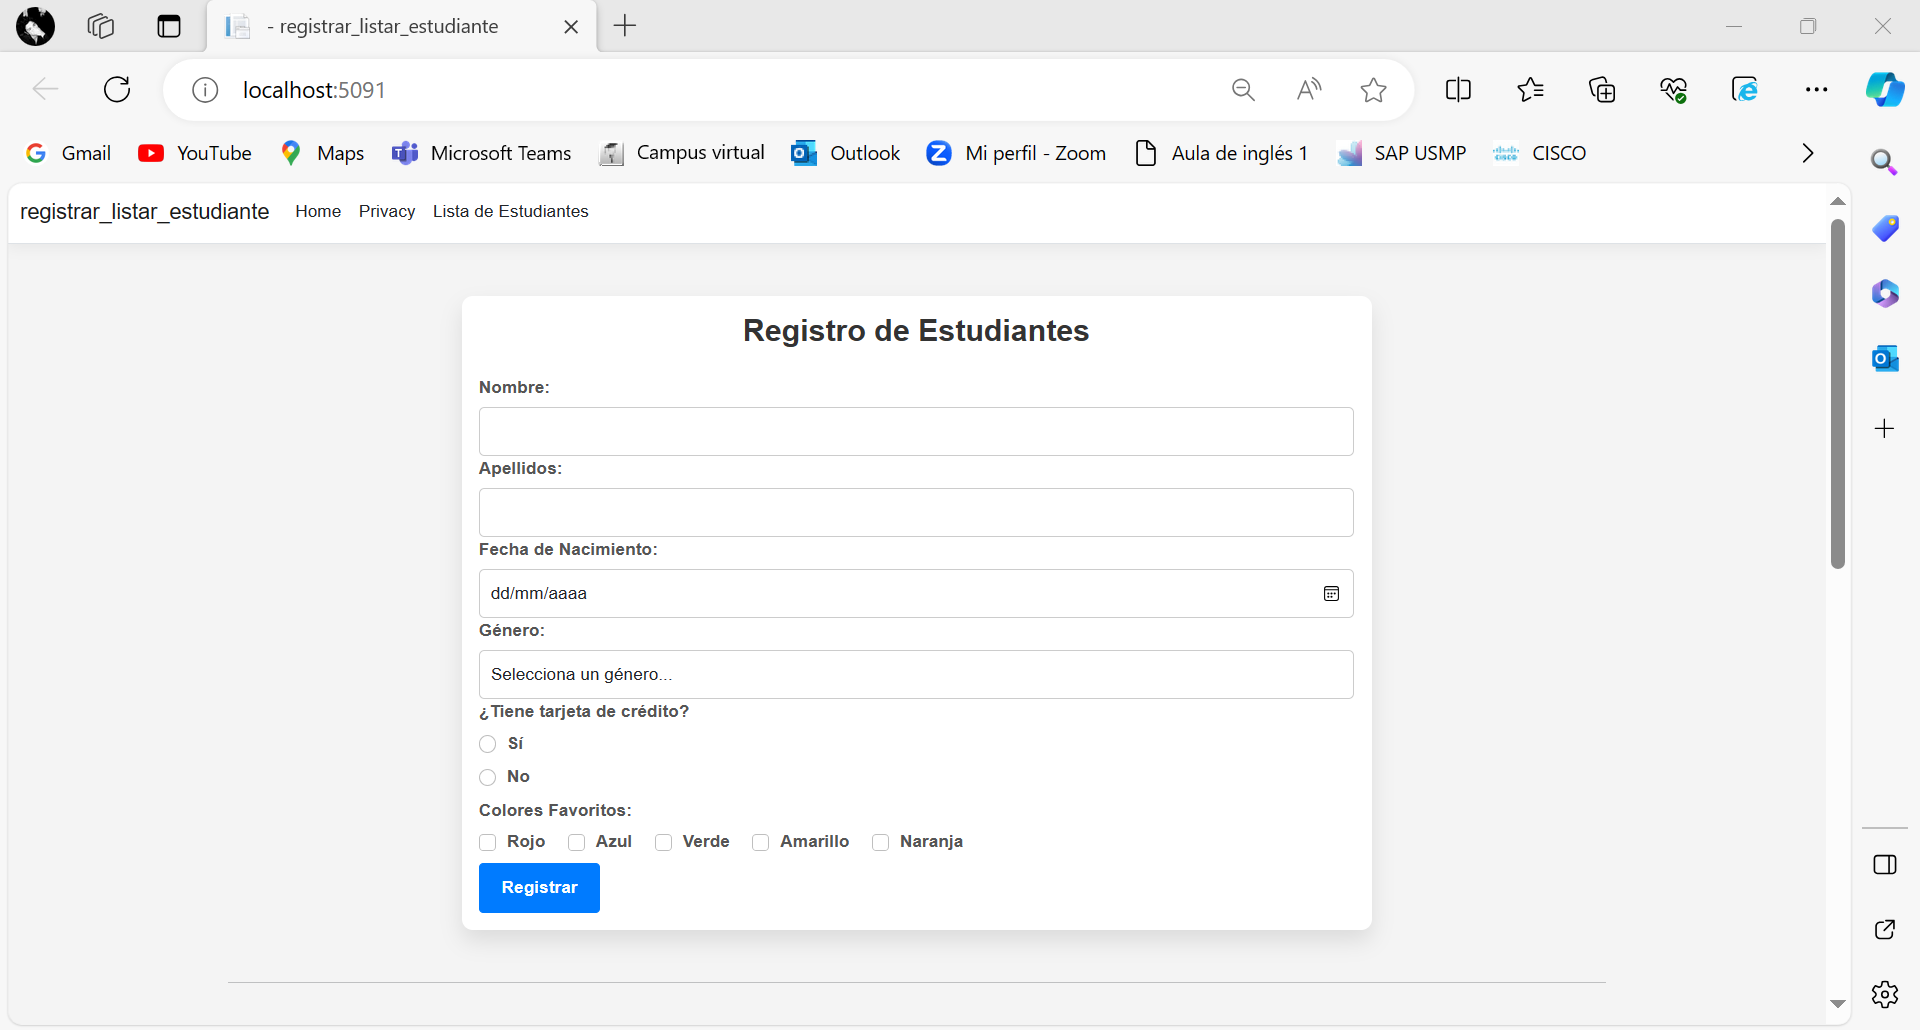 - registrar_listar_estudiante
localhost:5091
Gmail YouTube Maps Microsoft Teams Campus virtual Outlook Mi perfil - Zoom Aula de inglés 1 SAP USMP CISCO
registrar_listar_estudiante Home Privacy Lista de Estudiantes
Registro de Estudiantes
Nombre:
Apellidos:
Fecha de Nacimiento:
dd/mm/aaaa
Género:
Selecciona un género...
¿Tiene tarjeta de crédito?
Sí
No
Colores Favoritos:
Rojo Azul Verde Amarillo Naranja
Registrar